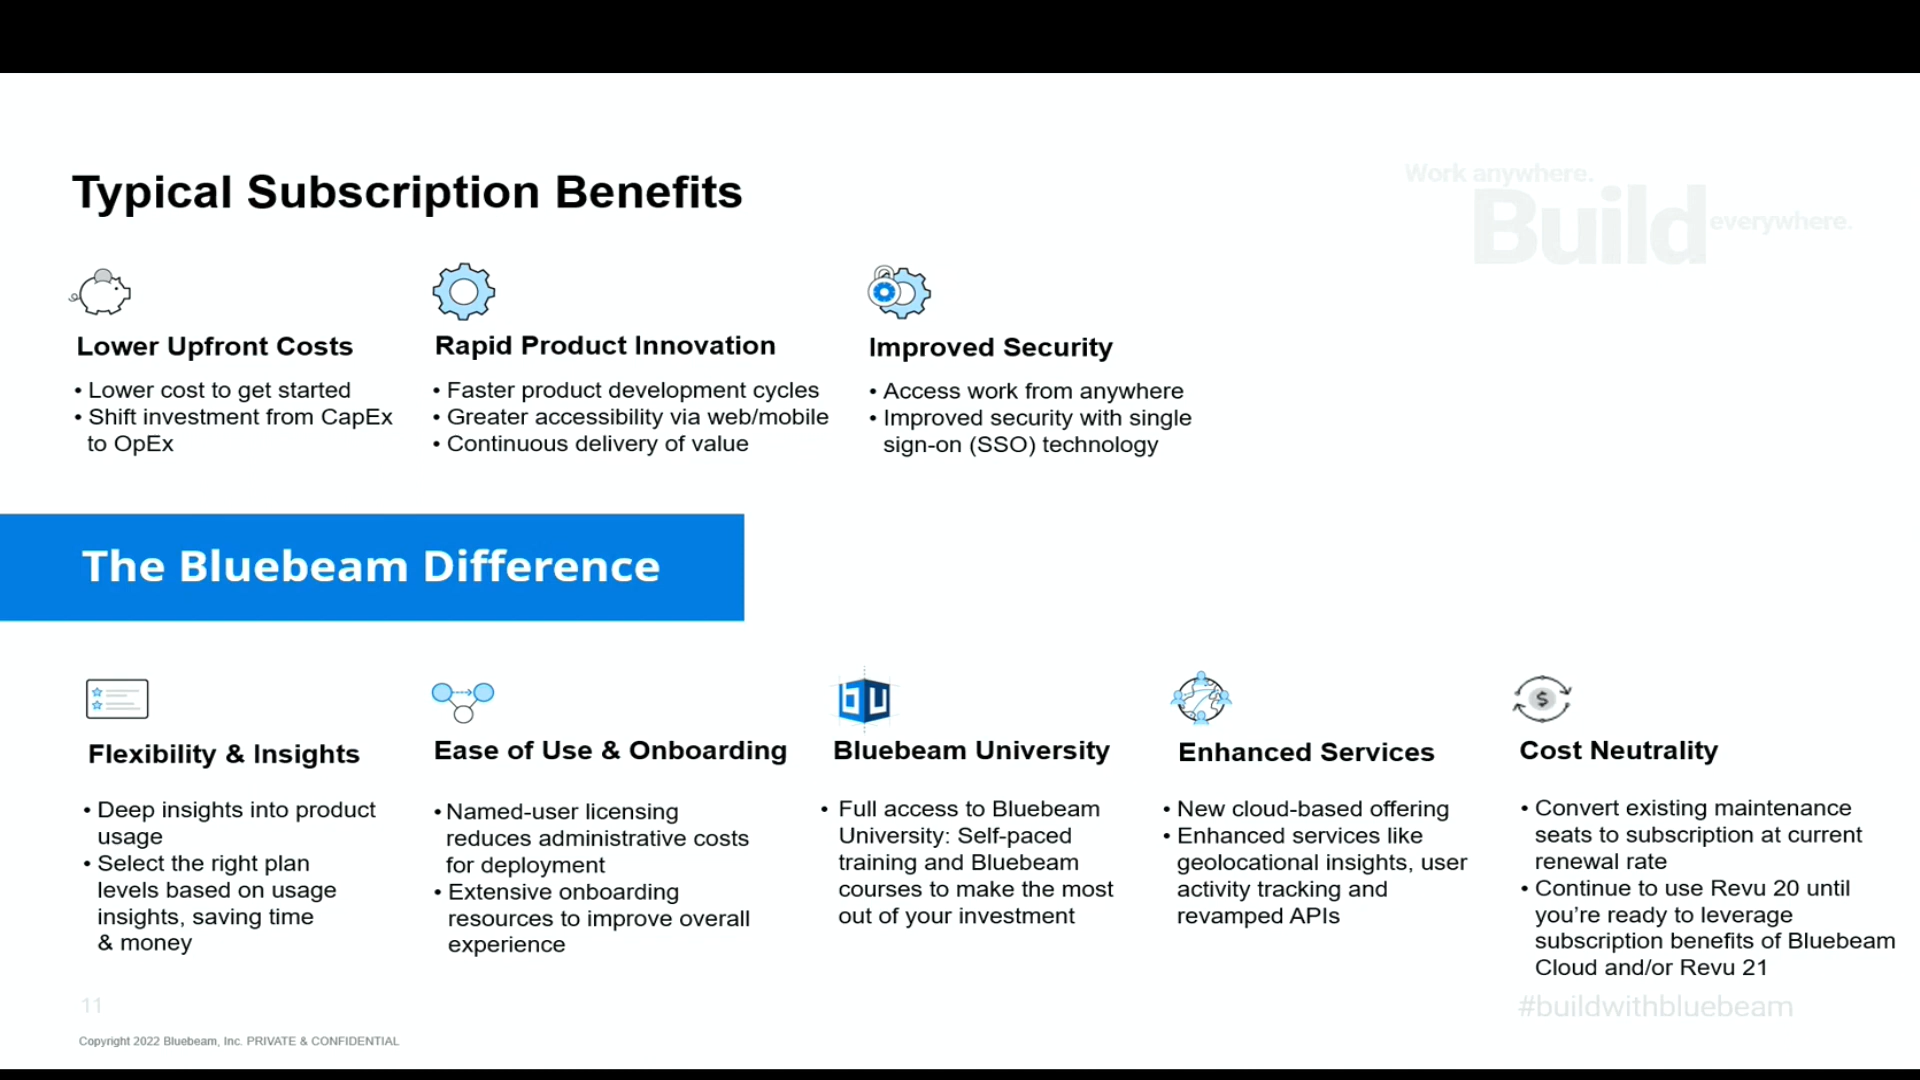 Typical Subscription Benefits
Work anywhere.
Build everywhere.
Lower Upfront Costs
• Lower cost to get started
• Shift investment from CapEx
to OpEx
Rapid Product Innovation
• Faster product development cycles
• Greater accessibility via web/mobile
• Continuous delivery of value
Improved Security
• Access work from anywhere
• Improved security with single
sign-on (SSO) technology
The Bluebeam Difference
Flexibility & Insights
• Deep insights into product
usage
• Select the right plan
levels based on usage
insights, saving time
& money
Ease of Use & Onboarding
• Named-user licensing
reduces administrative costs
for deployment
• Extensive onboarding
resources to improve overall
experience
bu
Bluebeam University
• Full access to Bluebeam
University: Self-paced
training and Bluebeam
courses to make the most
out of your investment
Enhanced Services
• New cloud-based offering
• Enhanced services like
geolocational insights, user
activity tracking and
revamped APIs
$
Cost Neutrality
• Convert existing maintenance
seats to subscription at current
renewal rate
• Continue to use Revu 20 until
you’re ready to leverage
subscription benefits of Bluebeam
Cloud and/or Revu 21
11
#buildwithbluebeam
Copyright 2022 Bluebeam, Inc. PRIVATE & CONFIDENTIAL